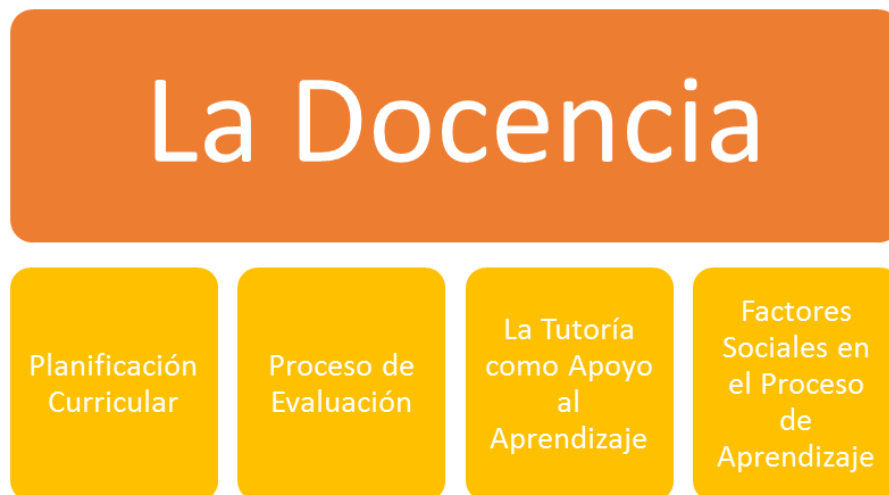 La Docencia
Planificación
Curricular
Proceso de
Evaluación
La Tutoría
como Apoyo
al
Aprendizaje
Factores
Sociales en
el Proceso
de
Aprendizaje